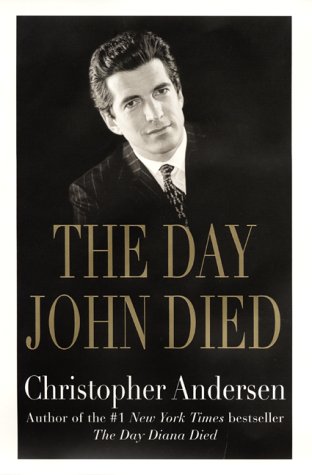 THE DAY
JOHN DIED
Christopher Andersen
Author of the #1 New York Times bestseller
The Day Diana Died